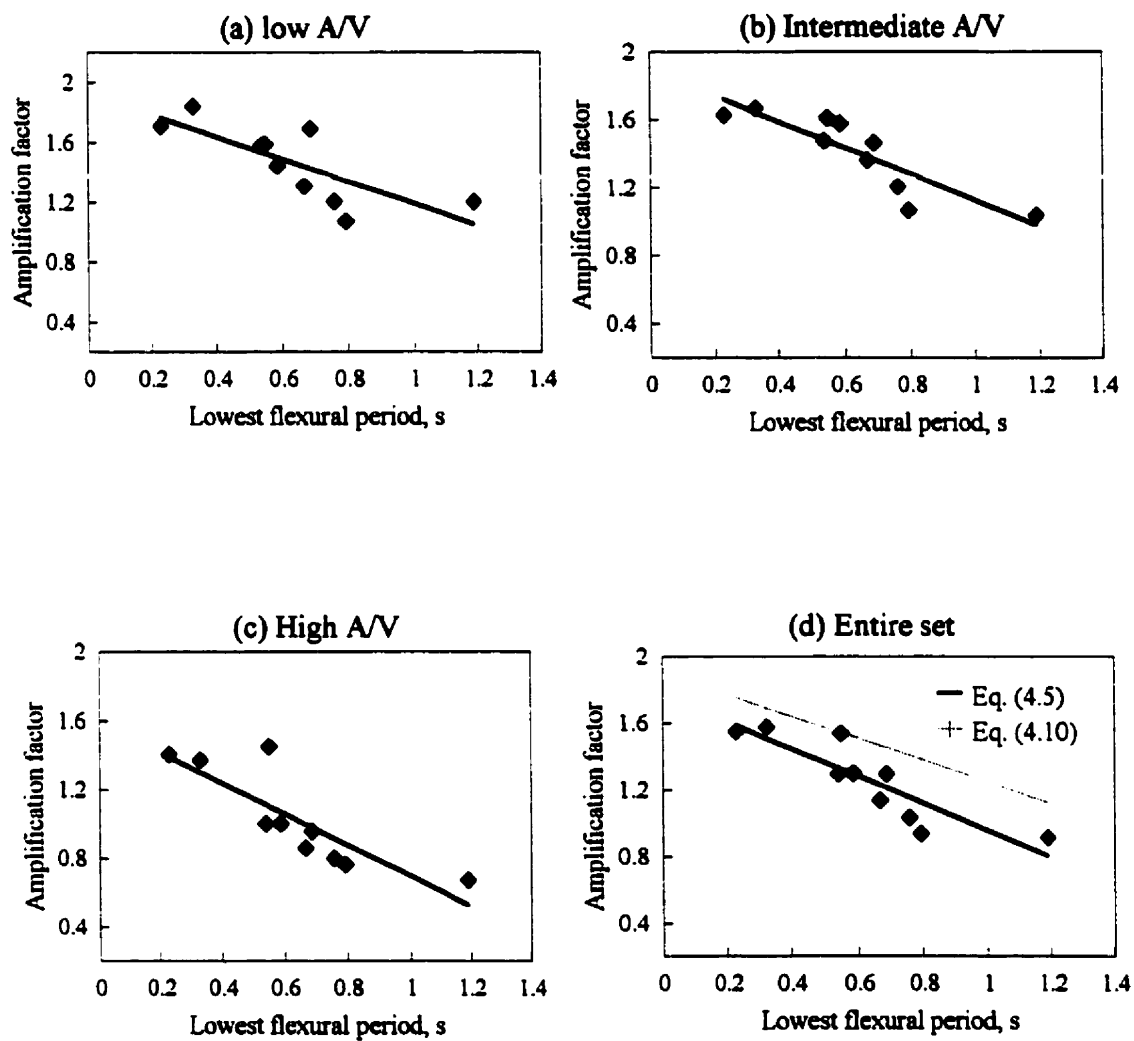 (a) low A/V
2
1.6
1.2
0.8
0.4
0 0.2 0.4 0.6 0.8 1 1.2 1.4
Amplification factor
Lowest flexural period, s
(b) Intermediate A/V
2
1.6
1.2
0.8
0.4
0 0.2 0.4 0.6 0.8 1 1.2 1.4
Amplification factor
Lowest flexural period, s
(c) High A/V
2
1.6
1.2
0.8
0.4
0 0.2 0.4 0.6 0.8 1 1.2 1.4
Amplification factor
Lowest flexural period, s
(d) Entire set
2
1.6
1.2
0.8
0.4
0 0.2 0.4 0.6 0.8 1 1.2 1.4
Amplification factor
Lowest flexural period, s
Eq. (4.5)
Eq. (4.10)